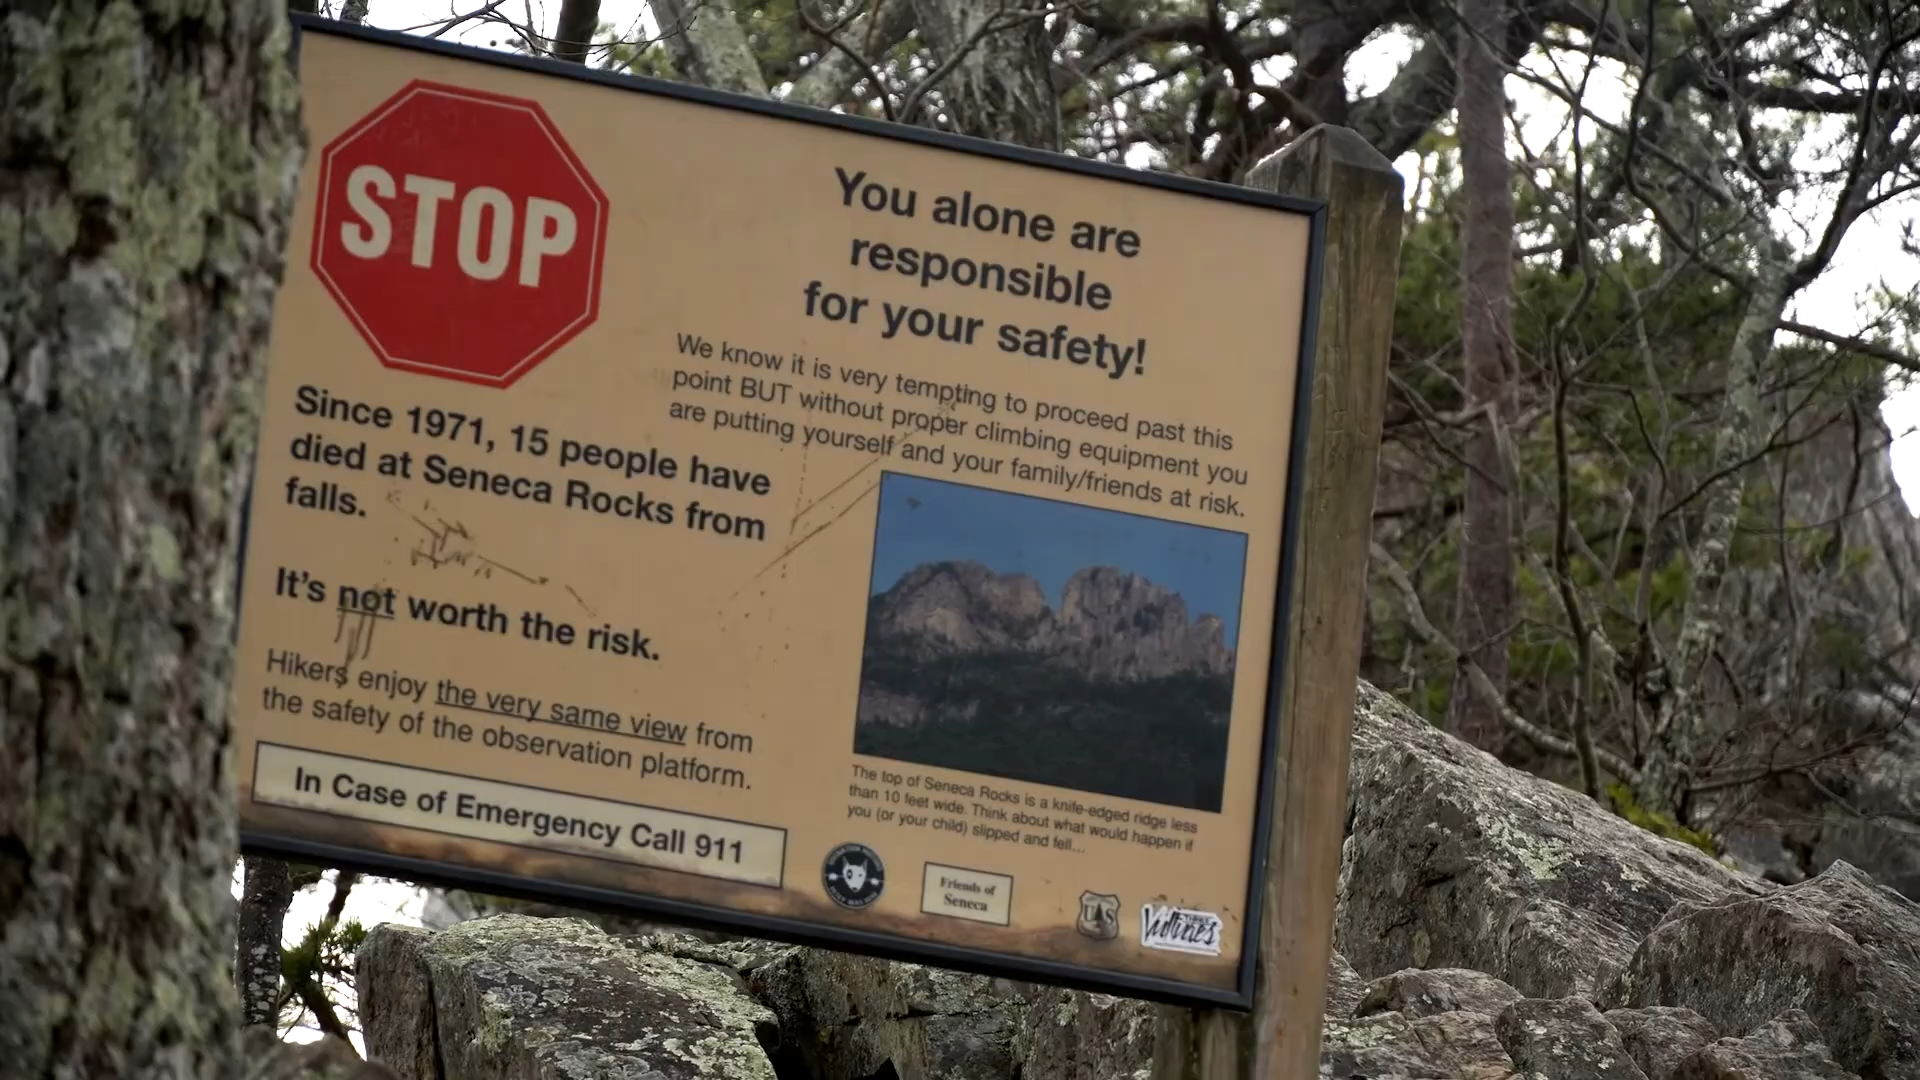 STOP
You alone are
responsible
for your safety!
We know it is very tempting to proceed past this
point BUT without proper climbing equipment you
are putting yourself and your family/friends at risk.
Since 1971, 15 people have
died at Seneca Rocks from
falls.
It's not worth the risk.
Hikers enjoy the very same view from
the safety of the observation platform.
In Case of Emergency Call 911
The top of Seneca Rocks is a knife-edged ridge less
than 10 feet wide. Think about what would happen if
you (or your child) slipped and fell...
Friends of
Seneca
US